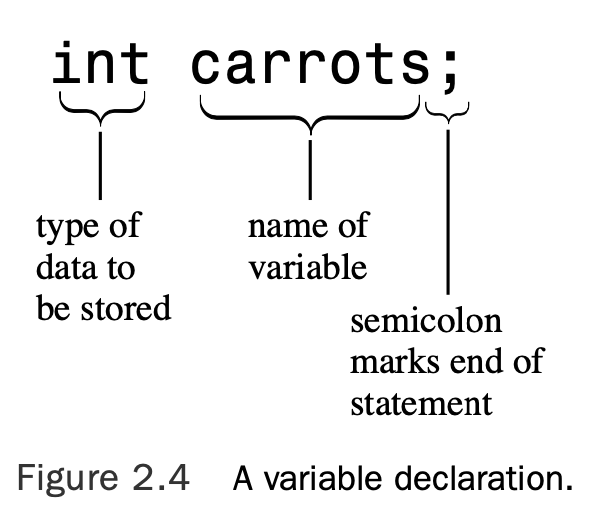 int carrots;
type of
data to
be stored
name of
variable
semicolon
marks end of
statement
Figure 2.4 A variable declaration.